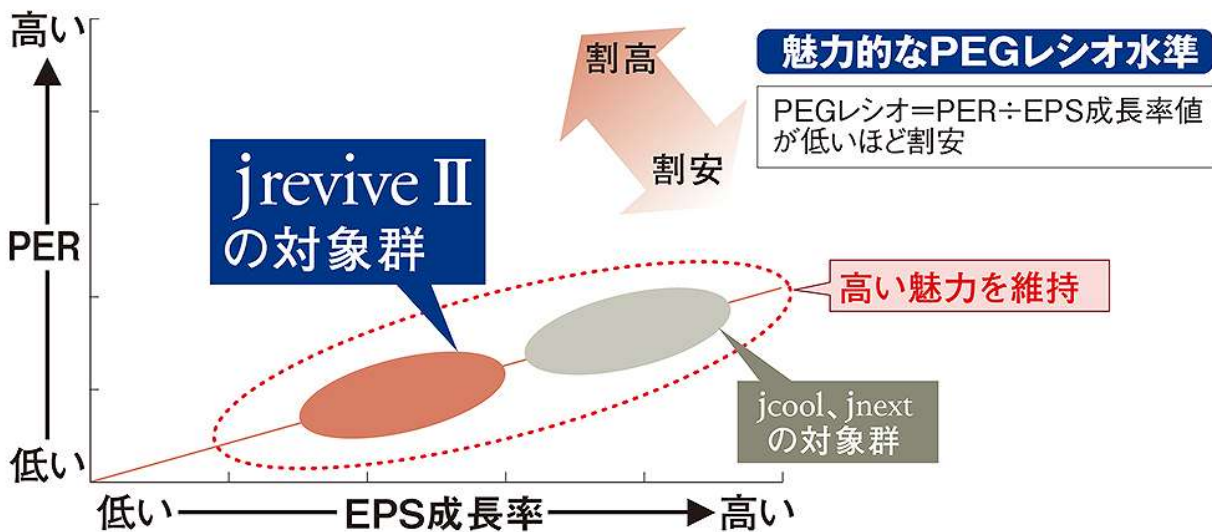 高い
PER
低い
低い
EPS成長率
高い
割高
割安
魅力的なPEGレシオ水準
PEGレシオ＝PER÷EPS成長率値
が低いほど割安
jrevive II
の対象群
高い魅力を維持
jcool、jnext
の対象群